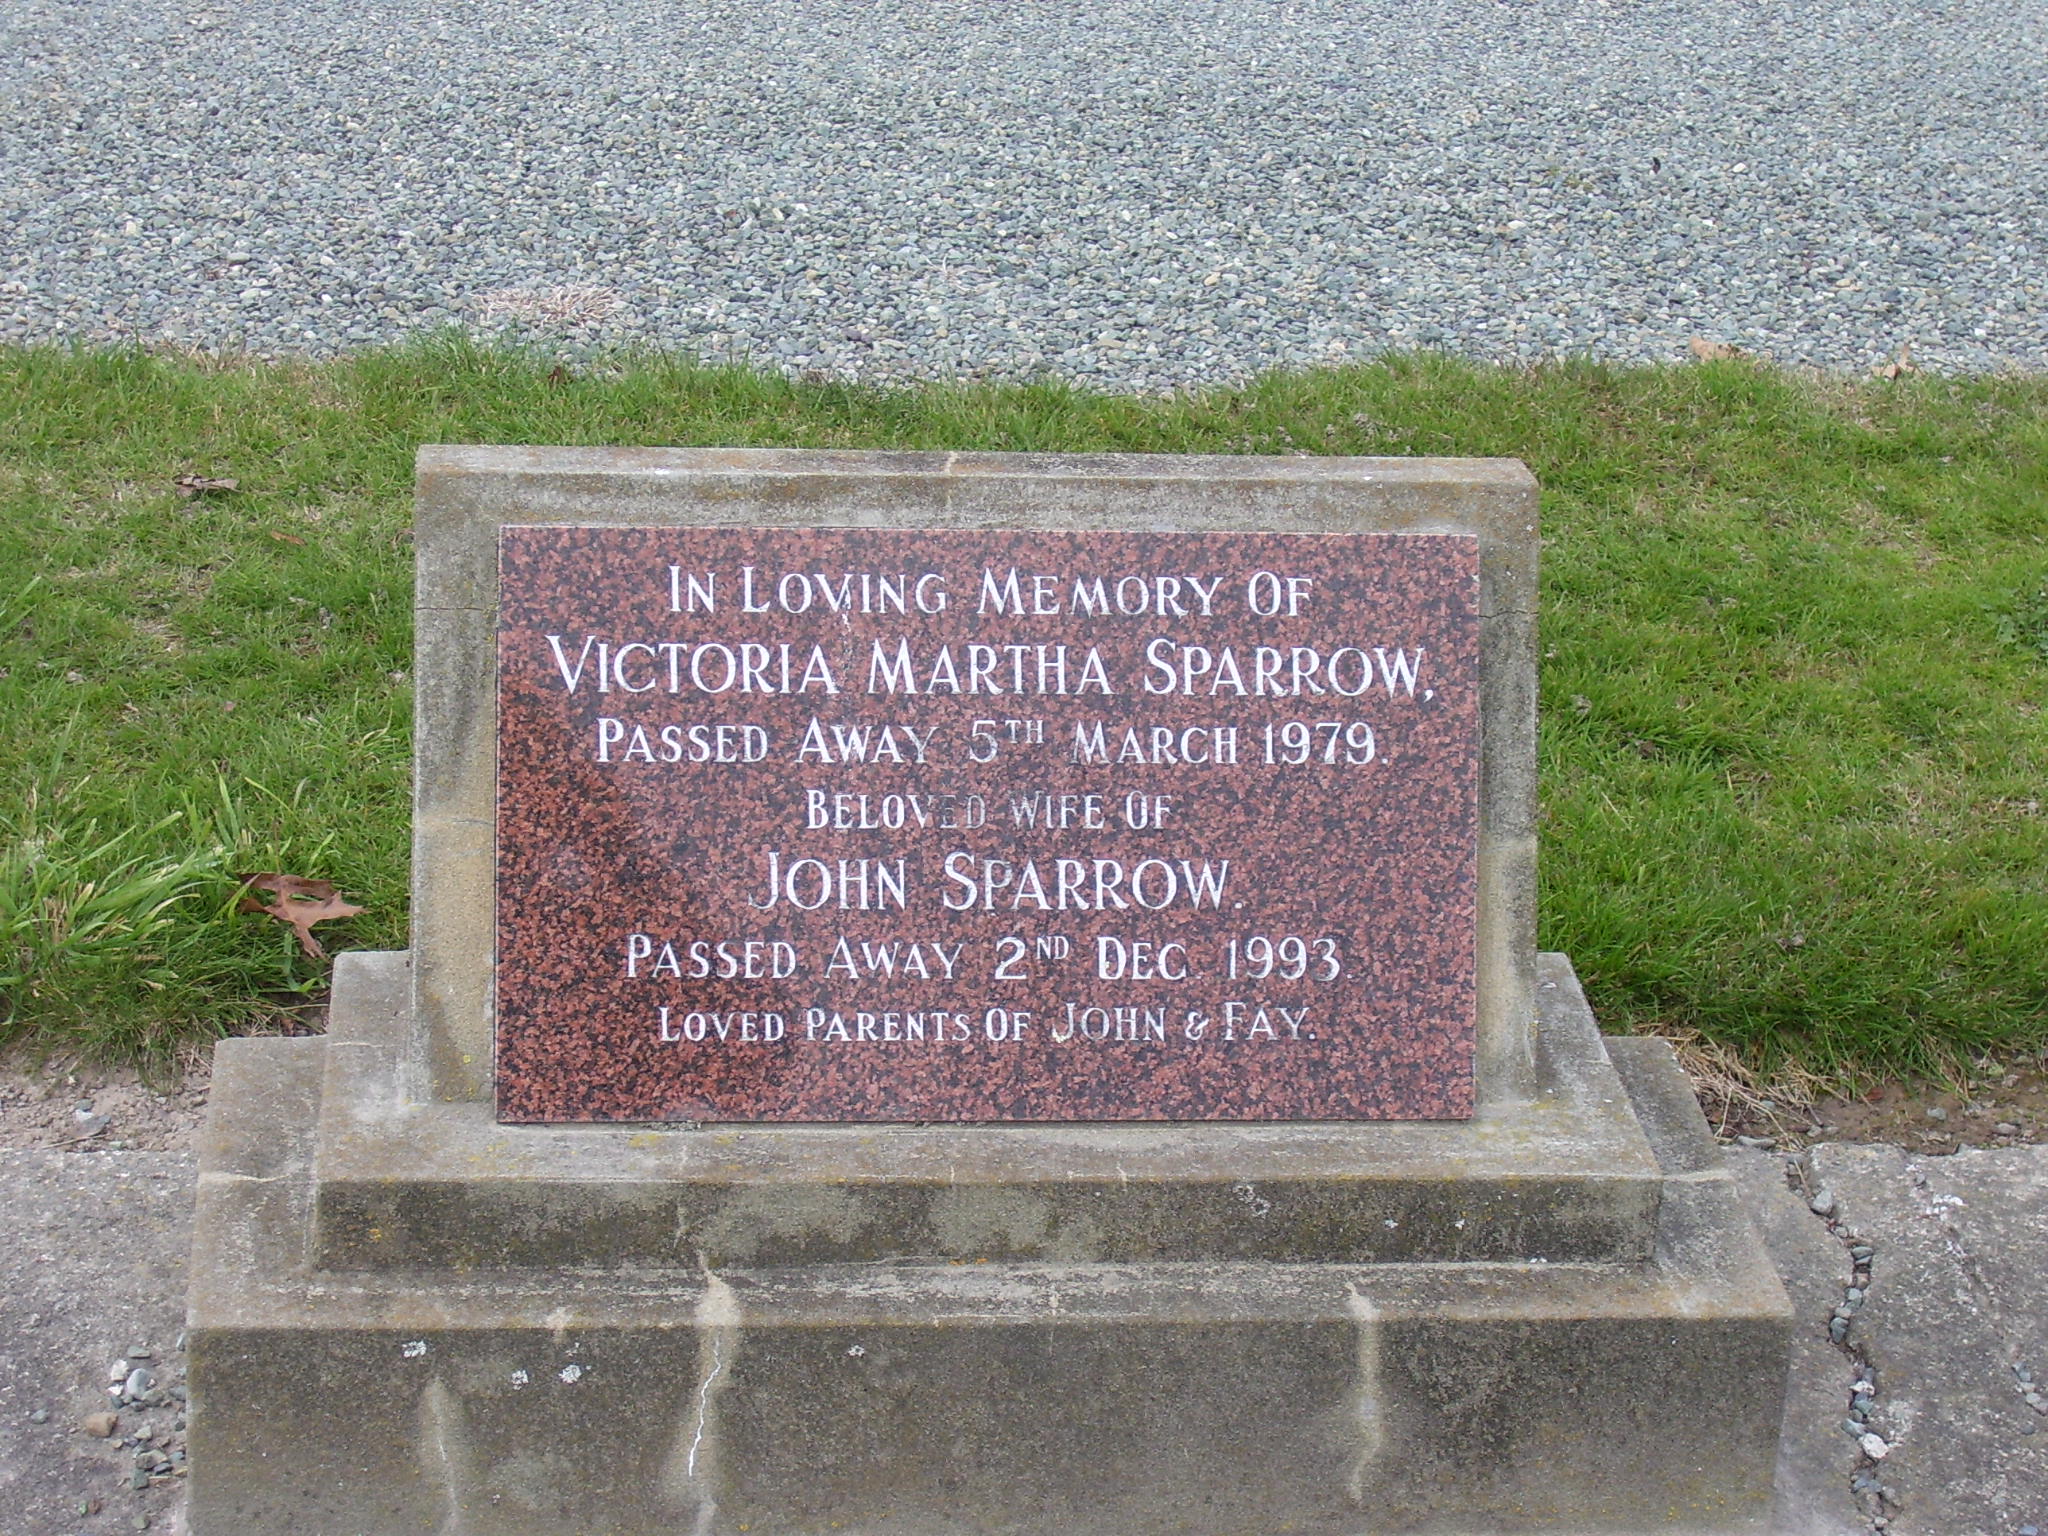 In Loving Memory Of
Victoria Martha Sparrow,
Passed Away 5th March 1979.
Beloved Wife Of
John Sparrow.
Passed Away 2nd Dec. 1993.
Loved Parents Of John & Fay.